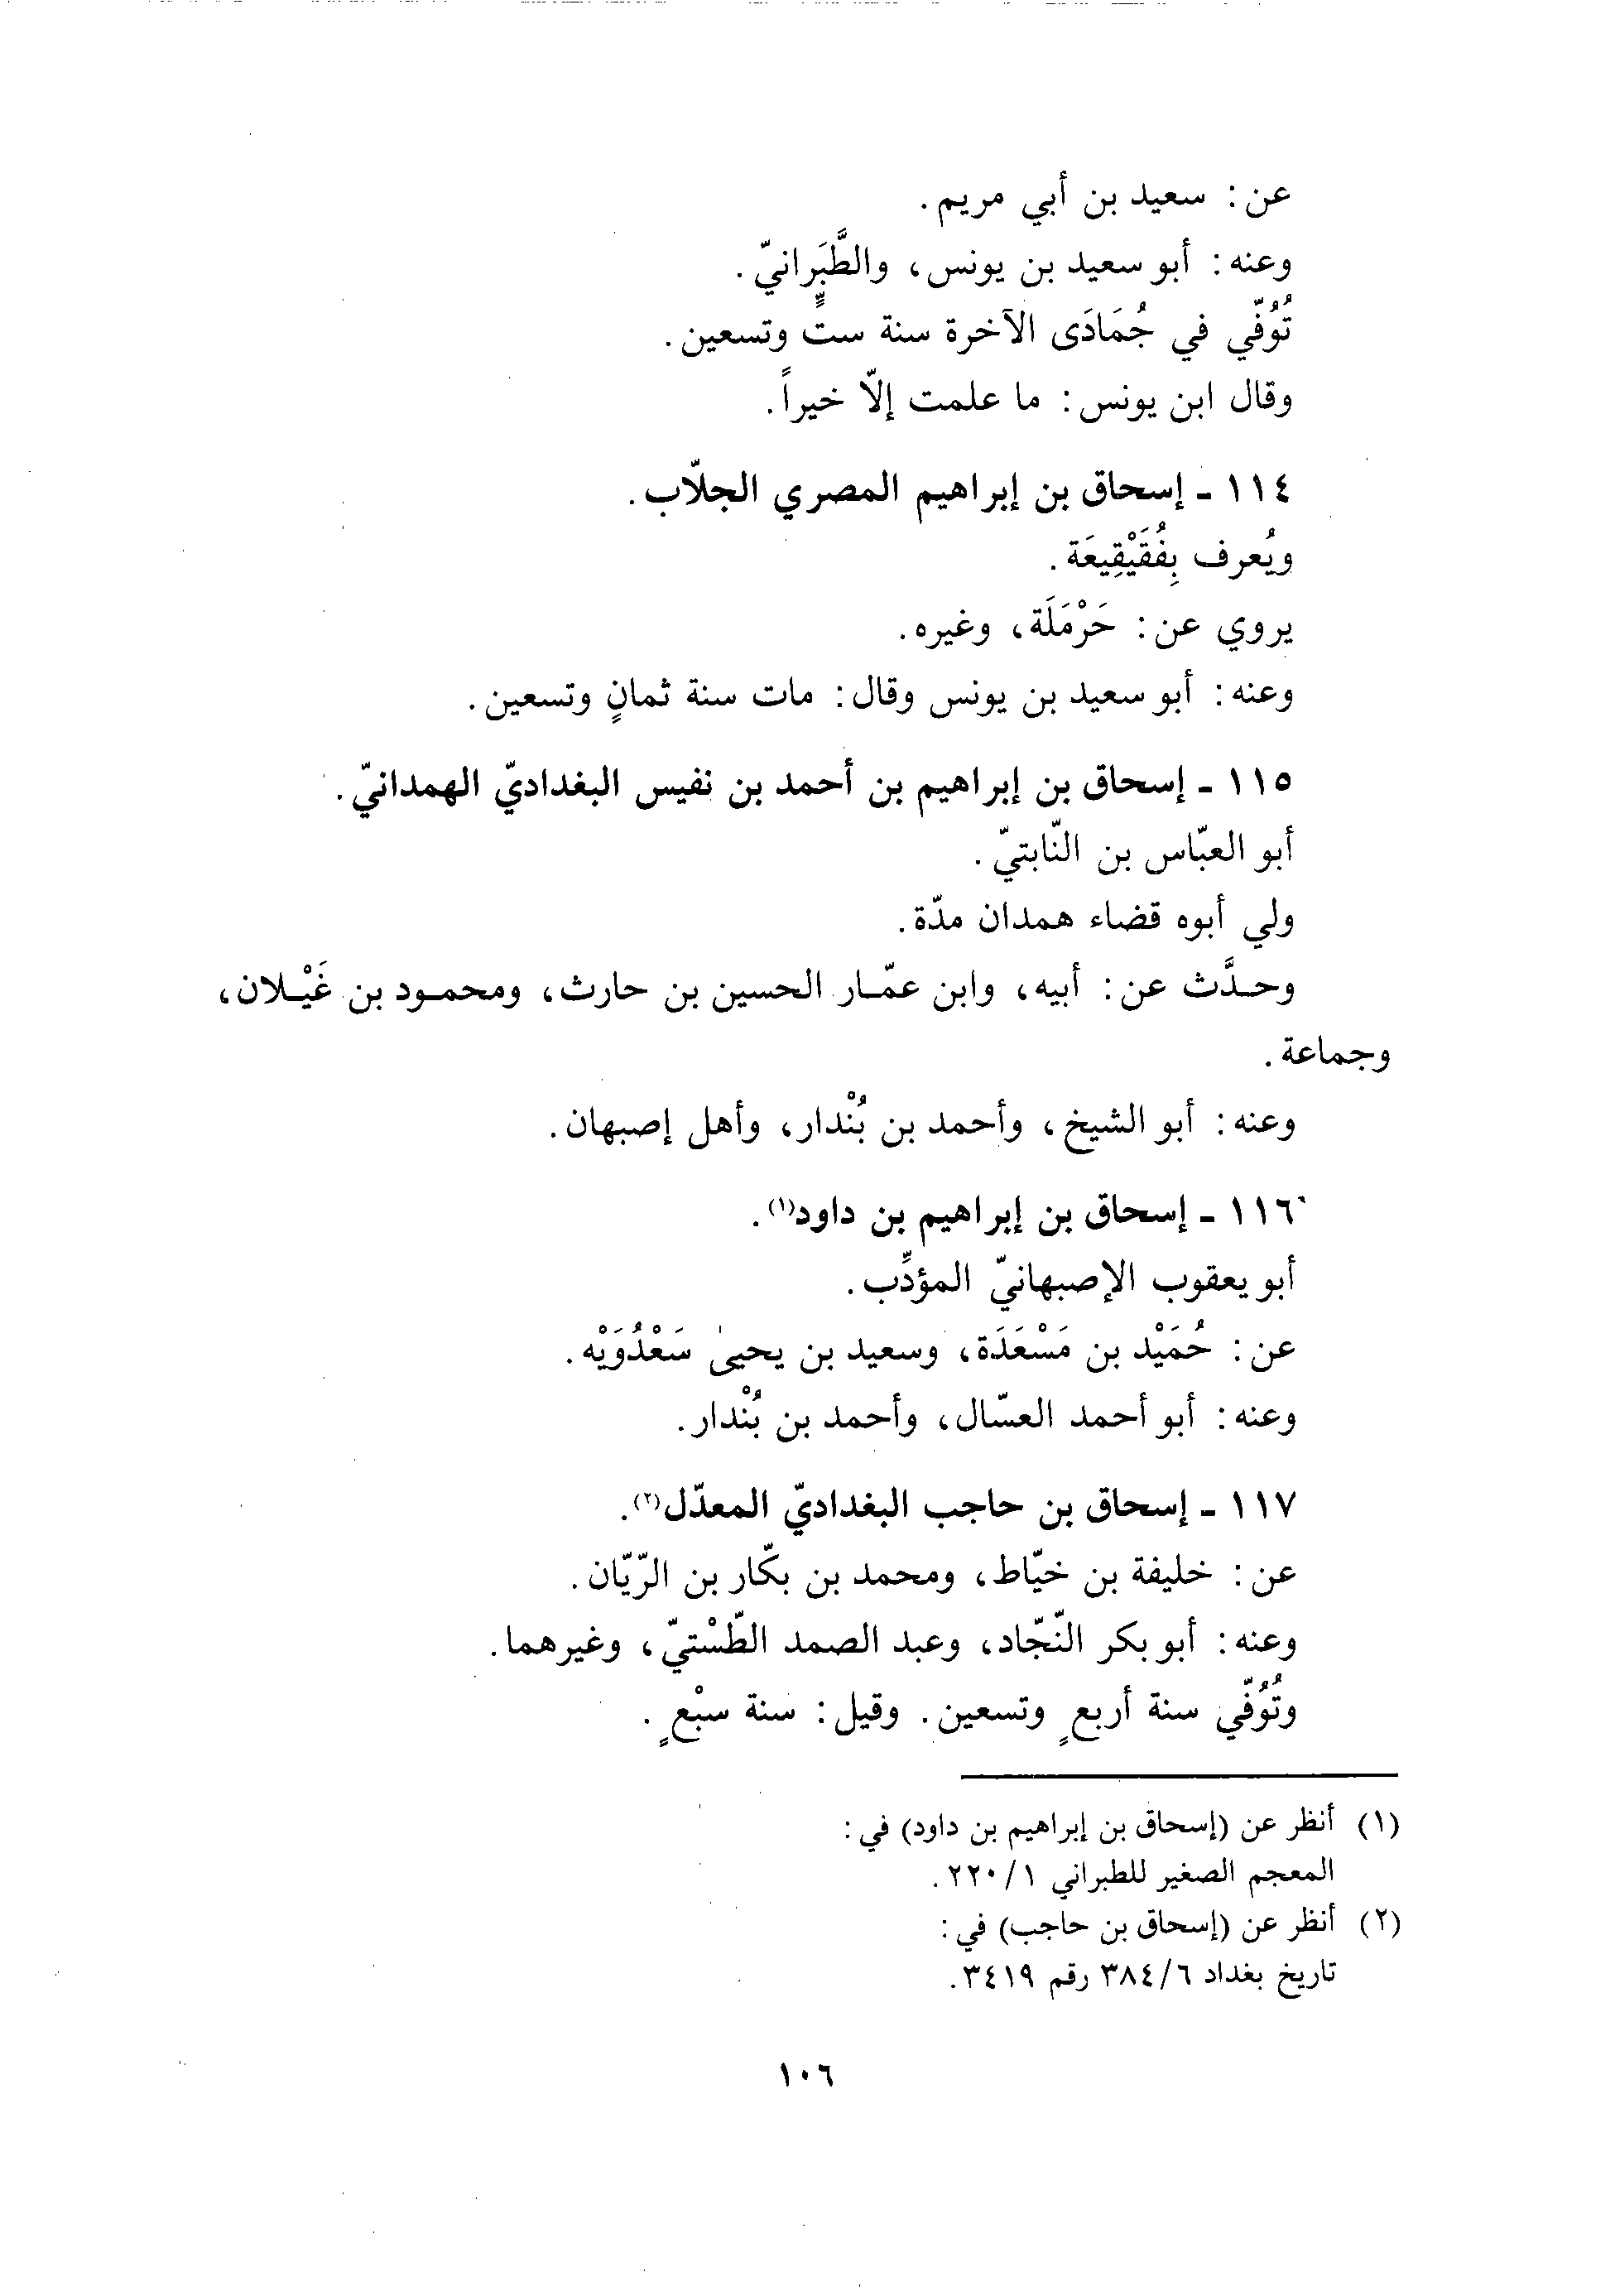 عن : سعيد بن أبي مريم .
وعنه : أبو سعيد بن يونس، والطَّبَرانيّ .
تُوُفّي في جُمَادَى الآخرة سنة ستٍّ وتسعين .
وقال ابن يونس : ما علمت إلّا خيراً .
١١٤ - إسحاق بن إبراهيم المصري الجلّاب .
ويُعرف بِفُقَيْقِيعَة .
يروي عن : حَرْمَلَة، وغيره .
وعنه : أبو سعيد بن يونس وقال : مات سنة ثمانٍ وتسعين .
١١٥ - إسحاق بن إبراهيم بن أحمد بن نفيس البغداديّ الهمدانيّ .
أبو العبّاس بن النّابتيّ .
ولي أبوه قضاء همدان مدّة .
وحـدَّث عن : أبيه، وابن عمّـار الحسين بن حارث، ومحمـود بن غَيْـلان،
وجماعة .
وعنه : أبو الشيخ، وأحمد بن بُنْدار، وأهل إصبهان .
١١٦ - إسحاق بن إبراهيم بن داود(١) .
أبو يعقوب الإصبهانيّ المؤدِّب .
عن : حُمَيْد بن مَسْعَدَة، وسعيد بن يحيىٰ سَعْدُوَيْه .
وعنه : أبو أحمد العسّال، وأحمد بن بُنْدار .
١١٧ - إسحاق بن حاجب البغداديّ المعدّل(٢) .
عن : خليفة بن خيّاط، ومحمد بن بكّار بن الرّيّان .
وعنه : أبو بكر النّجّاد، وعبد الصمد الطّسْتيّ، وغيرهما .
وتُوُفّي سنة أربعٍ وتسعين . وقيل : سنة سبْعٍ .
(١) أنظر عن (إسحاق بن إبراهيم بن داود) في :
المعجم الصغير للطبراني ١/٢٢٠ .
(٢) أنظر عن (إسحاق بن حاجب) في :
تاريخ بغداد ٣٨٤/٦ رقم ٣٤١٩ .
١٠٦